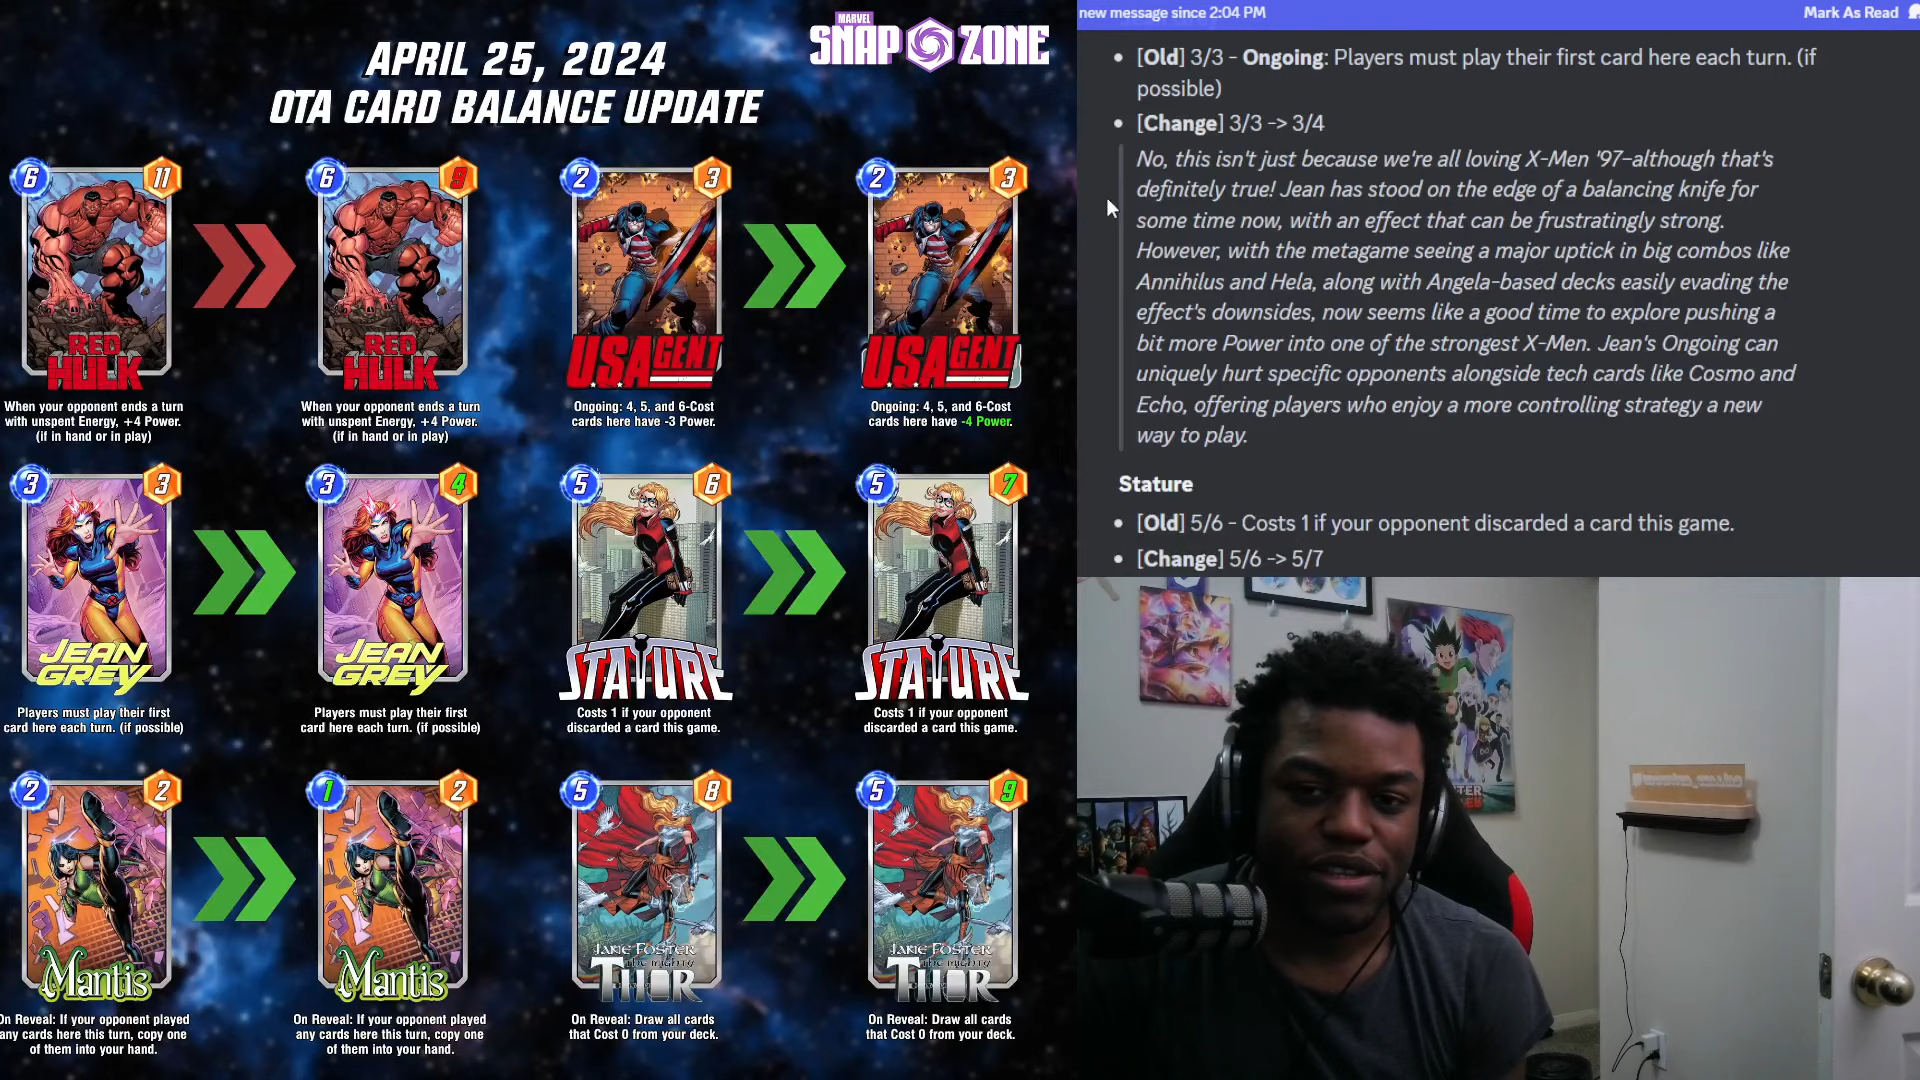 MARVEL
SNAP ZONE
APRIL 25, 2024
OTA CARD BALANCE UPDATE
6 11
RED
HULK
When your opponent ends a turn
with unspent Energy, +4 Power.
(if in hand or in play)
6 9
RED
HULK
When your opponent ends a turn
with unspent Energy, +4 Power.
(if in hand or in play)
2 3
USAGENT
Ongoing: 4, 5, and 6-Cost
cards here have -3 Power.
2 3
USAGENT
Ongoing: 4, 5, and 6-Cost
cards here have -4 Power.
3 3
JEAN
GREY
Players must play their first
card here each turn. (if possible)
3 4
JEAN
GREY
Players must play their first
card here each turn. (if possible)
5 6
STATURE
Costs 1 if your opponent
discarded a card this game.
5 7
STATURE
Costs 1 if your opponent
discarded a card this game.
2 2
Mantis
On Reveal: If your opponent played
any cards here this turn, copy one
of them into your hand.
1 2
Mantis
On Reveal: If your opponent played
any cards here this turn, copy one
of them into your hand.
5 8
JANE FOSTER
THE MIGHTY
THOR
On Reveal: Draw all cards
that Cost 0 from your deck.
5 9
JANE FOSTER
THE MIGHTY
THOR
On Reveal: Draw all cards
that Cost 0 from your deck.
new message since 2:04 PM Mark As Read
• [Old] 3/3 - Ongoing: Players must play their first card here each turn. (if
possible)
• [Change] 3/3 -> 3/4
No, this isn't just because we're all loving X-Men '97–although that's
definitely true! Jean has stood on the edge of a balancing knife for
some time now, with an effect that can be frustratingly strong.
However, with the metagame seeing a major uptick in big combos like
Annihilus and Hela, along with Angela-based decks easily evading the
effect's downsides, now seems like a good time to explore pushing a
bit more Power into one of the strongest X-Men. Jean's Ongoing can
uniquely hurt specific opponents alongside tech cards like Cosmo and
Echo, offering players who enjoy a more controlling strategy a new
way to play.
Stature
• [Old] 5/6 - Costs 1 if your opponent discarded a card this game.
• [Change] 5/6 -> 5/7